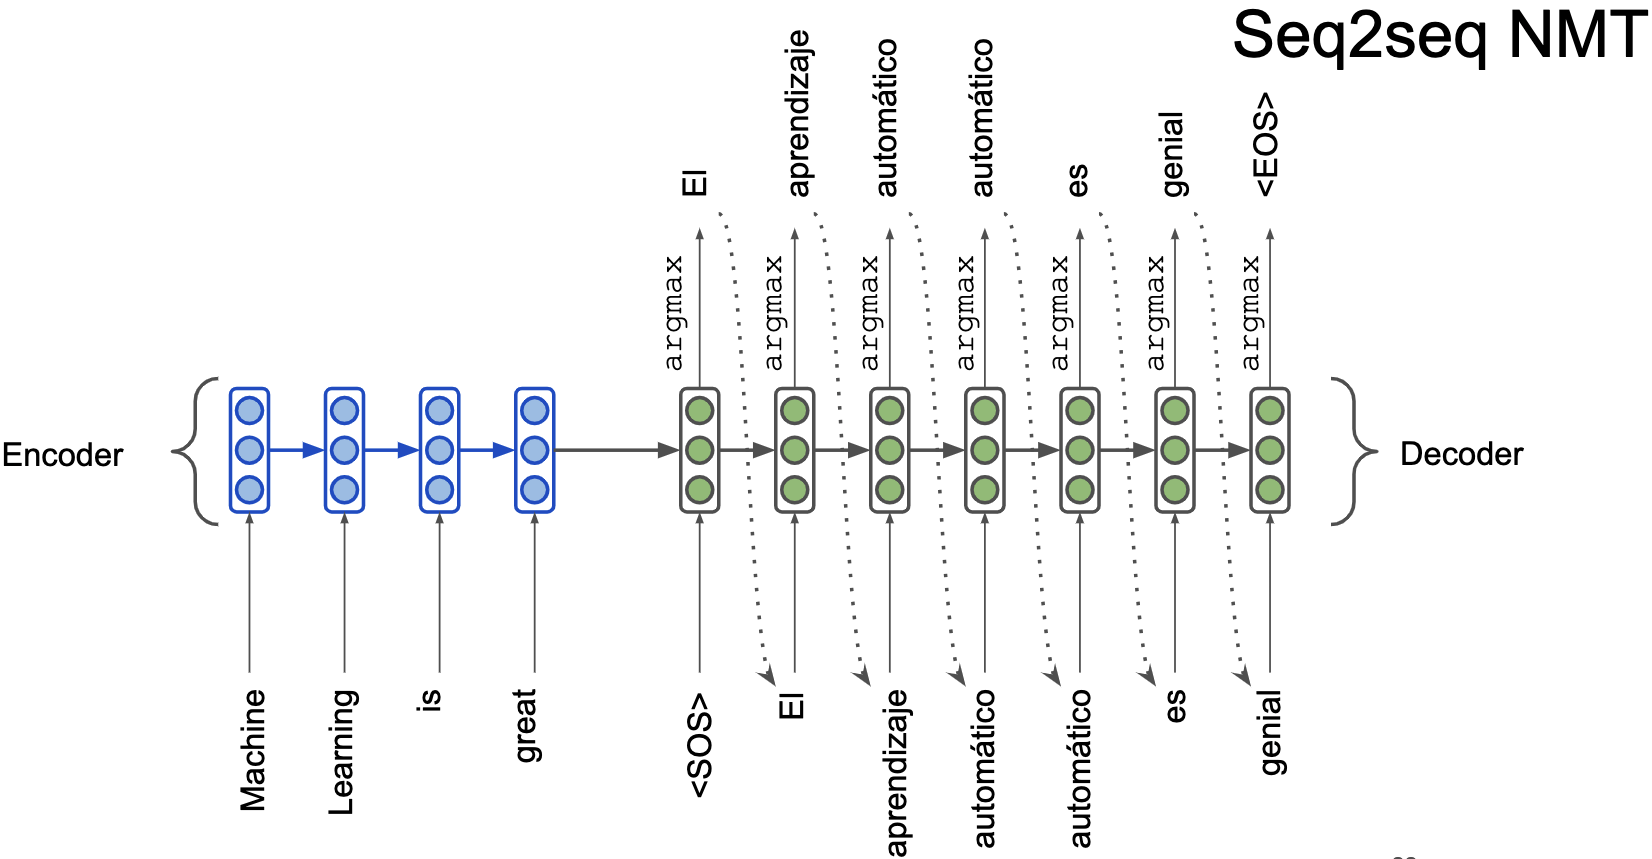 Seq2seq NMT
El
aprendizaje
automático
automático
es
genial
<EOS>
argmax
argmax
argmax
argmax
argmax
argmax
argmax
Encoder
Decoder
Machine
Learning
is
great
<SOS>
El
aprendizaje
automático
automático
es
genial